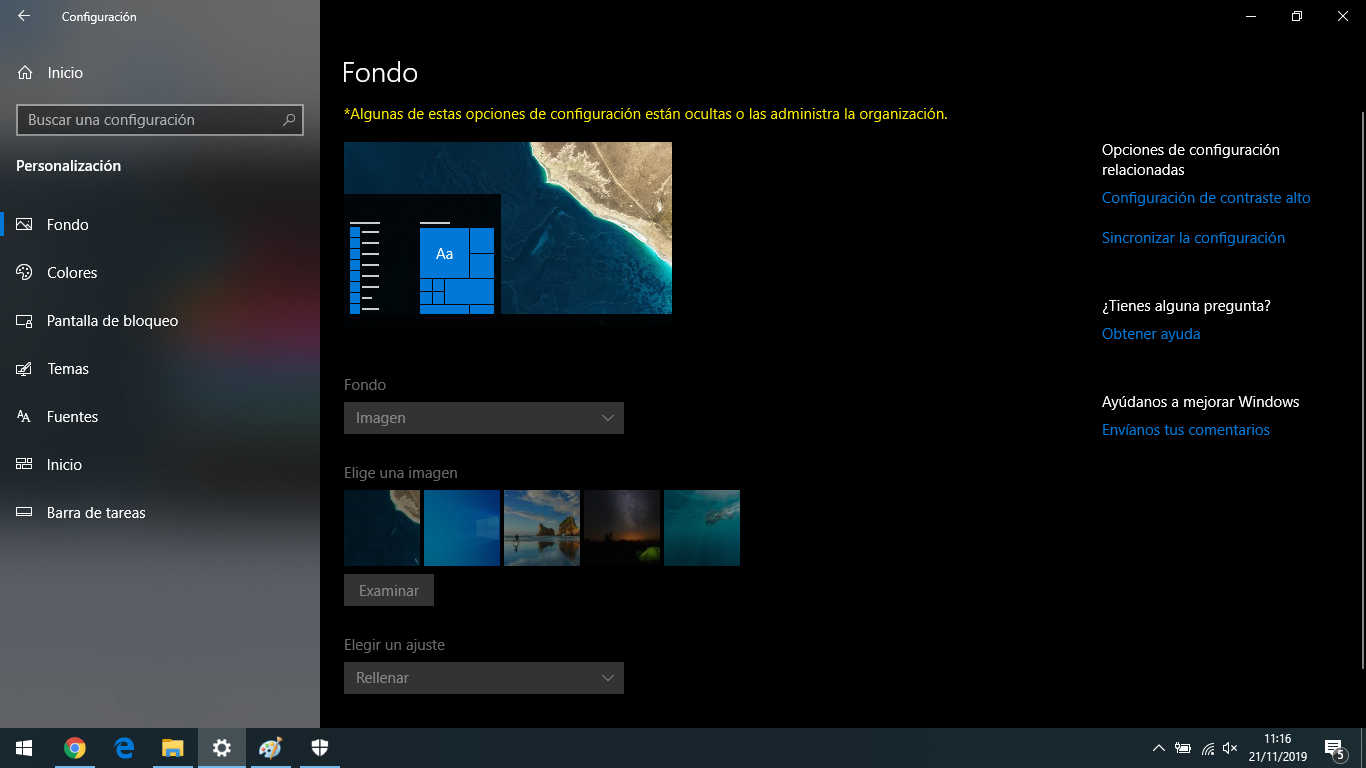 Configuración
Inicio
Buscar una configuración
Personalización
Fondo
Colores
Pantalla de bloqueo
Temas
Fuentes
Inicio
Barra de tareas
Fondo
*Algunas de estas opciones de configuración están ocultas o las administra la organización.
Aa
Fondo
Imagen
Elige una imagen
Examinar
Elegir un ajuste
Rellenar
Opciones de configuración
relacionadas
Configuración de contraste alto
Sincronizar la configuración
¿Tienes alguna pregunta?
Obtener ayuda
Ayúdanos a mejorar Windows
Envíanos tus comentarios
11:16
21/11/2019
5